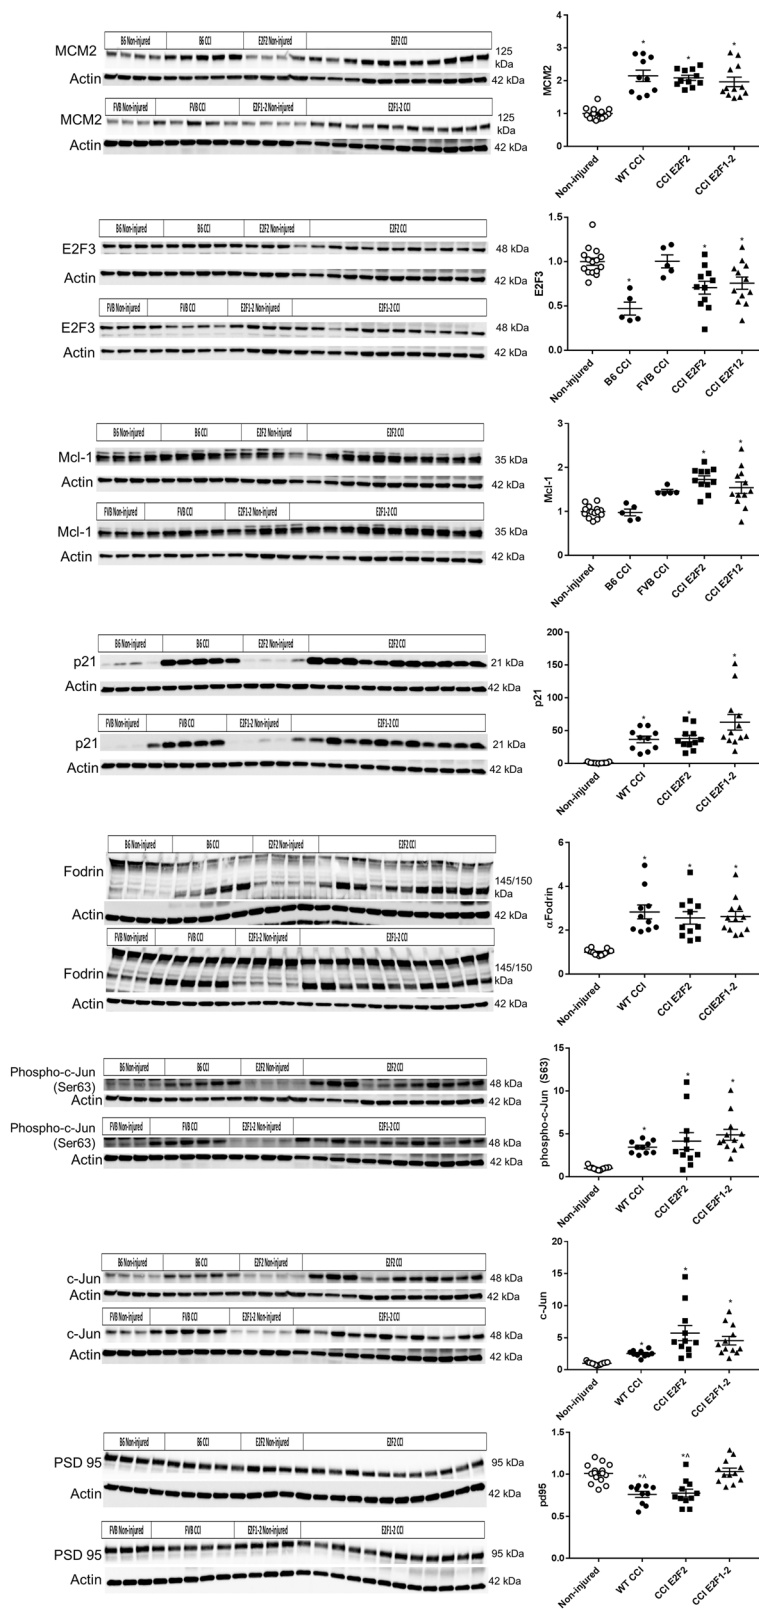 B6 Non-injured B6 CCI E2F2 Non-injured E2F2 CCI
MCM2
125
kDa
Actin
42 kDa
FVB Non-injured FVB CCI E2F1-2 Non-injured E2F1-2 CCI
MCM2
125
kDa
Actin
42 kDa
MCM2
4
3
2
1
0
Non-injured
WT CCI
CCI E2F2
CCI E2F1-2
* * *
B6 Non-injured B6 CCI E2F2 Non-injured E2F2 CCI
E2F3
48 kDa
Actin
42 kDa
FVB Non-injured FVB CCI E2F1-2 Non-injured E2F1-2 CCI
E2F3
48 kDa
Actin
42 kDa
E2F3
1.5
1.0
0.5
0.0
Non-injured
B6 CCI
FVB CCI
CCI E2F2
CCI E2F12
* * *
B6 Non-injured B6 CCI E2F2 Non-injured E2F2 CCI
Mcl-1
35 kDa
Actin
42 kDa
FVB Non-injured FVB CCI E2F1-2 Non-injured E2F1-2 CCI
Mcl-1
35 kDa
Actin
42 kDa
Mcl-1
3
2
1
0
Non-injured
B6 CCI
FVB CCI
CCI E2F2
CCI E2F12
* *
B6 Non-injured B6 CCI E2F2 Non-injured E2F2 CCI
p21
21 kDa
Actin
42 kDa
FVB Non-injured FVB CCI E2F1-2 Non-injured E2F1-2 CCI
p21
21 kDa
Actin
42 kDa
p21
200
150
100
50
0
Non-injured
WT CCI
CCI E2F2
CCI E2F1-2
* * *
B6 Non-injured B6 CCI E2F2 Non-injured E2F2 CCI
Fodrin
145/150
kDa
Actin
42 kDa
FVB Non-injured FVB CCI E2F1-2 Non-injured E2F1-2 CCI
Fodrin
145/150
kDa
Actin
42 kDa
αFodrin
6
4
2
0
Non-injured
WT CCI
CCI E2F2
CCIE2F1-2
* * *
B6 Non-injured B6 CCI E2F2 Non-injured E2F2 CCI
Phospho-c-Jun
(Ser63)
48 kDa
Actin
42 kDa
FVB Non-injured FVB CCI E2F1-2 Non-injured E2F1-2 CCI
Phospho-c-Jun
(Ser63)
48 kDa
Actin
42 kDa
phospho-c-Jun (S63)
15
10
5
0
Non-injured
WT CCI
CCI E2F2
CCI E2F1-2
* * *
B6 Non-injured B6 CCI E2F2 Non-injured E2F2 CCI
c-Jun
48 kDa
Actin
42 kDa
FVB Non-injured FVB CCI E2F1-2 Non-injured E2F1-2 CCI
c-Jun
48 kDa
Actin
42 kDa
c-Jun
20
15
10
5
0
Non-injured
WT CCI
CCI E2F2
CCI E2F1-2
* * *
B6 Non-injured B6 CCI E2F2 Non-injured E2F2 CCI
PSD 95
95 kDa
Actin
42 kDa
FVB Non-injured FVB CCI E2F1-2 Non-injured E2F1-2 CCI
PSD 95
95 kDa
Actin
42 kDa
pd95
1.5
1.0
0.5
0.0
Non-injured
WT CCI
CCI E2F2
CCI E2F1-2
*^ *^